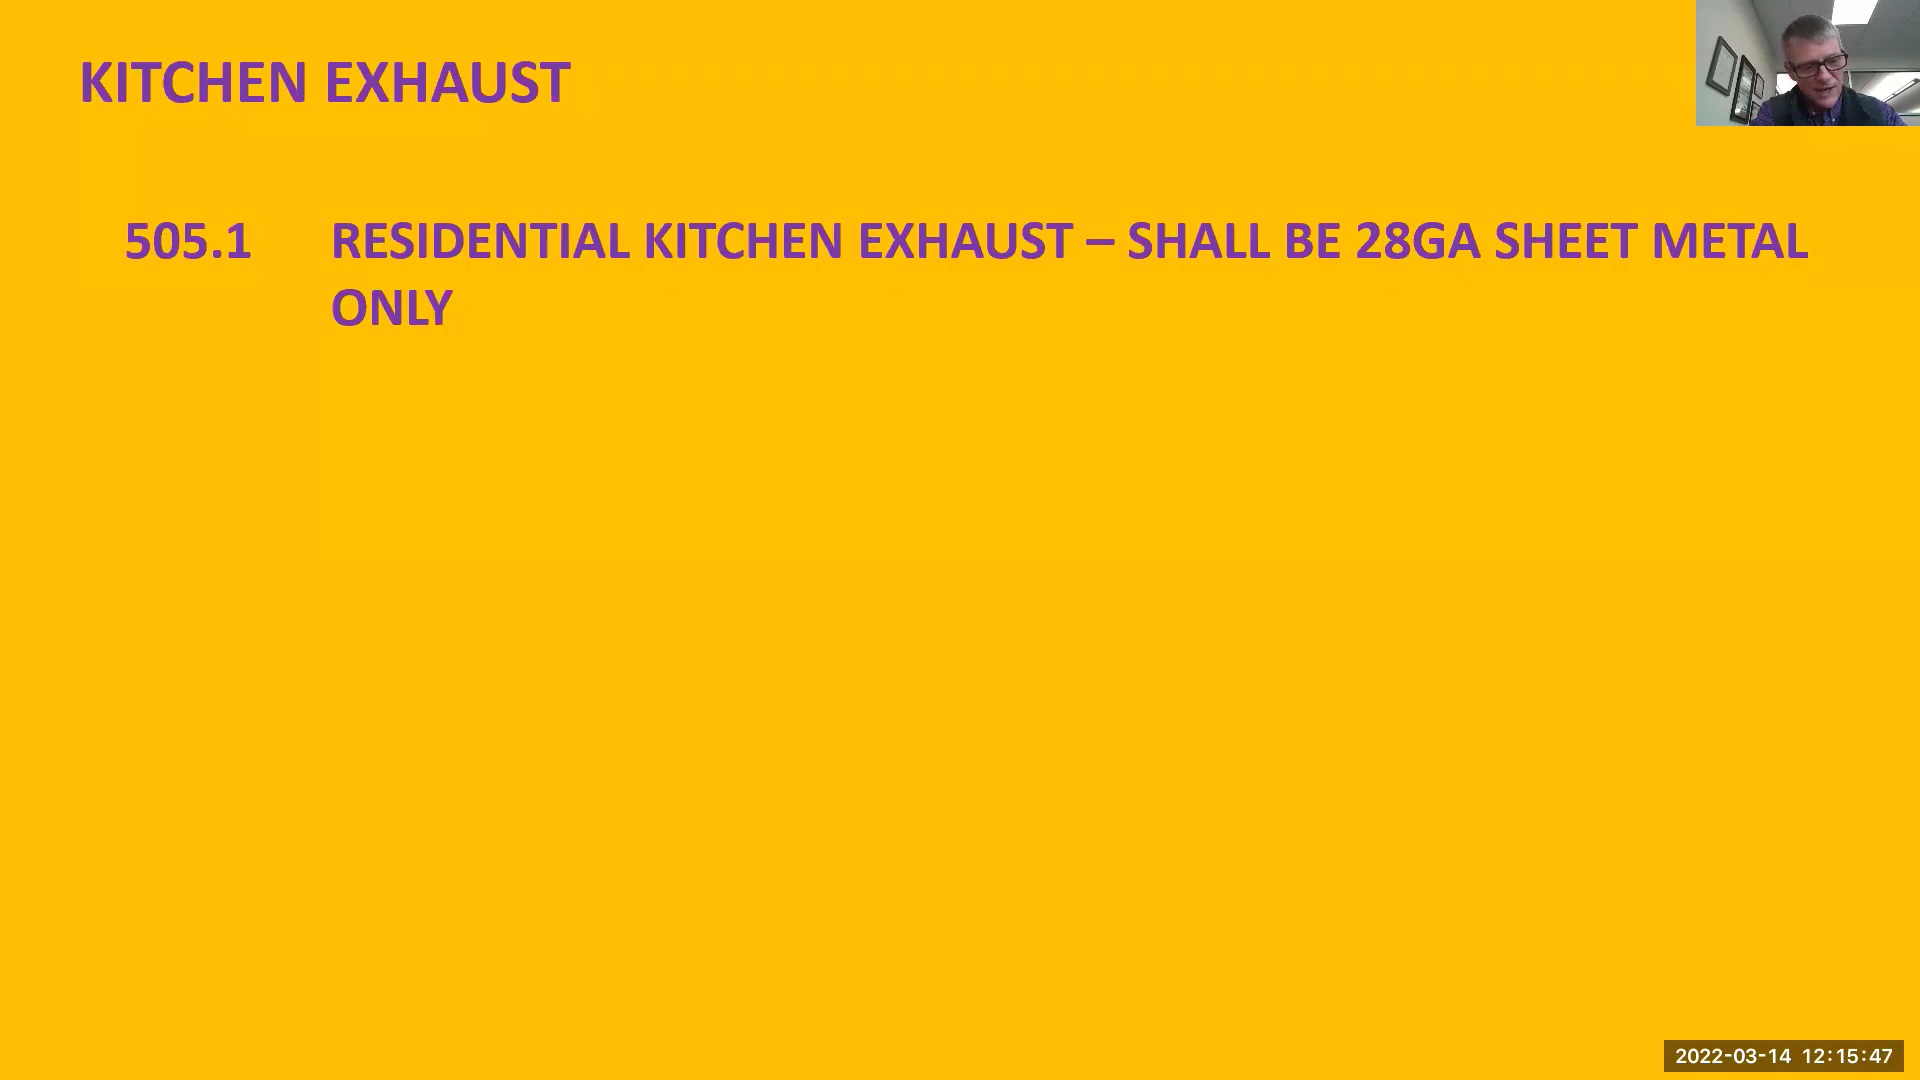 KITCHEN EXHAUST
505.1 RESIDENTIAL KITCHEN EXHAUST – SHALL BE 28GA SHEET METAL
ONLY
2022-03-14 12:15:47